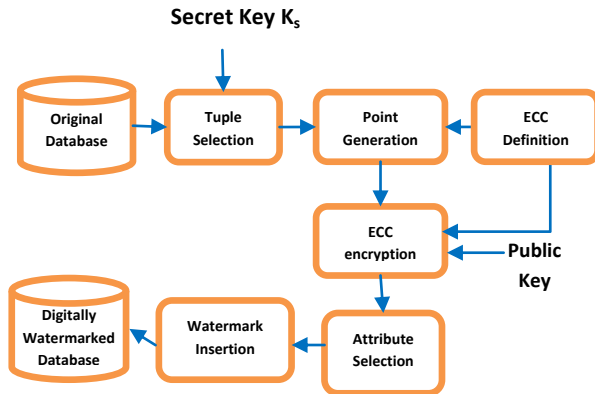 Secret Key Ks
Original
Database
Tuple
Selection
Point
Generation
ECC
Definition
ECC
encryption
Public
Key
Digitally
Watermarked
Database
Watermark
Insertion
Attribute
Selection